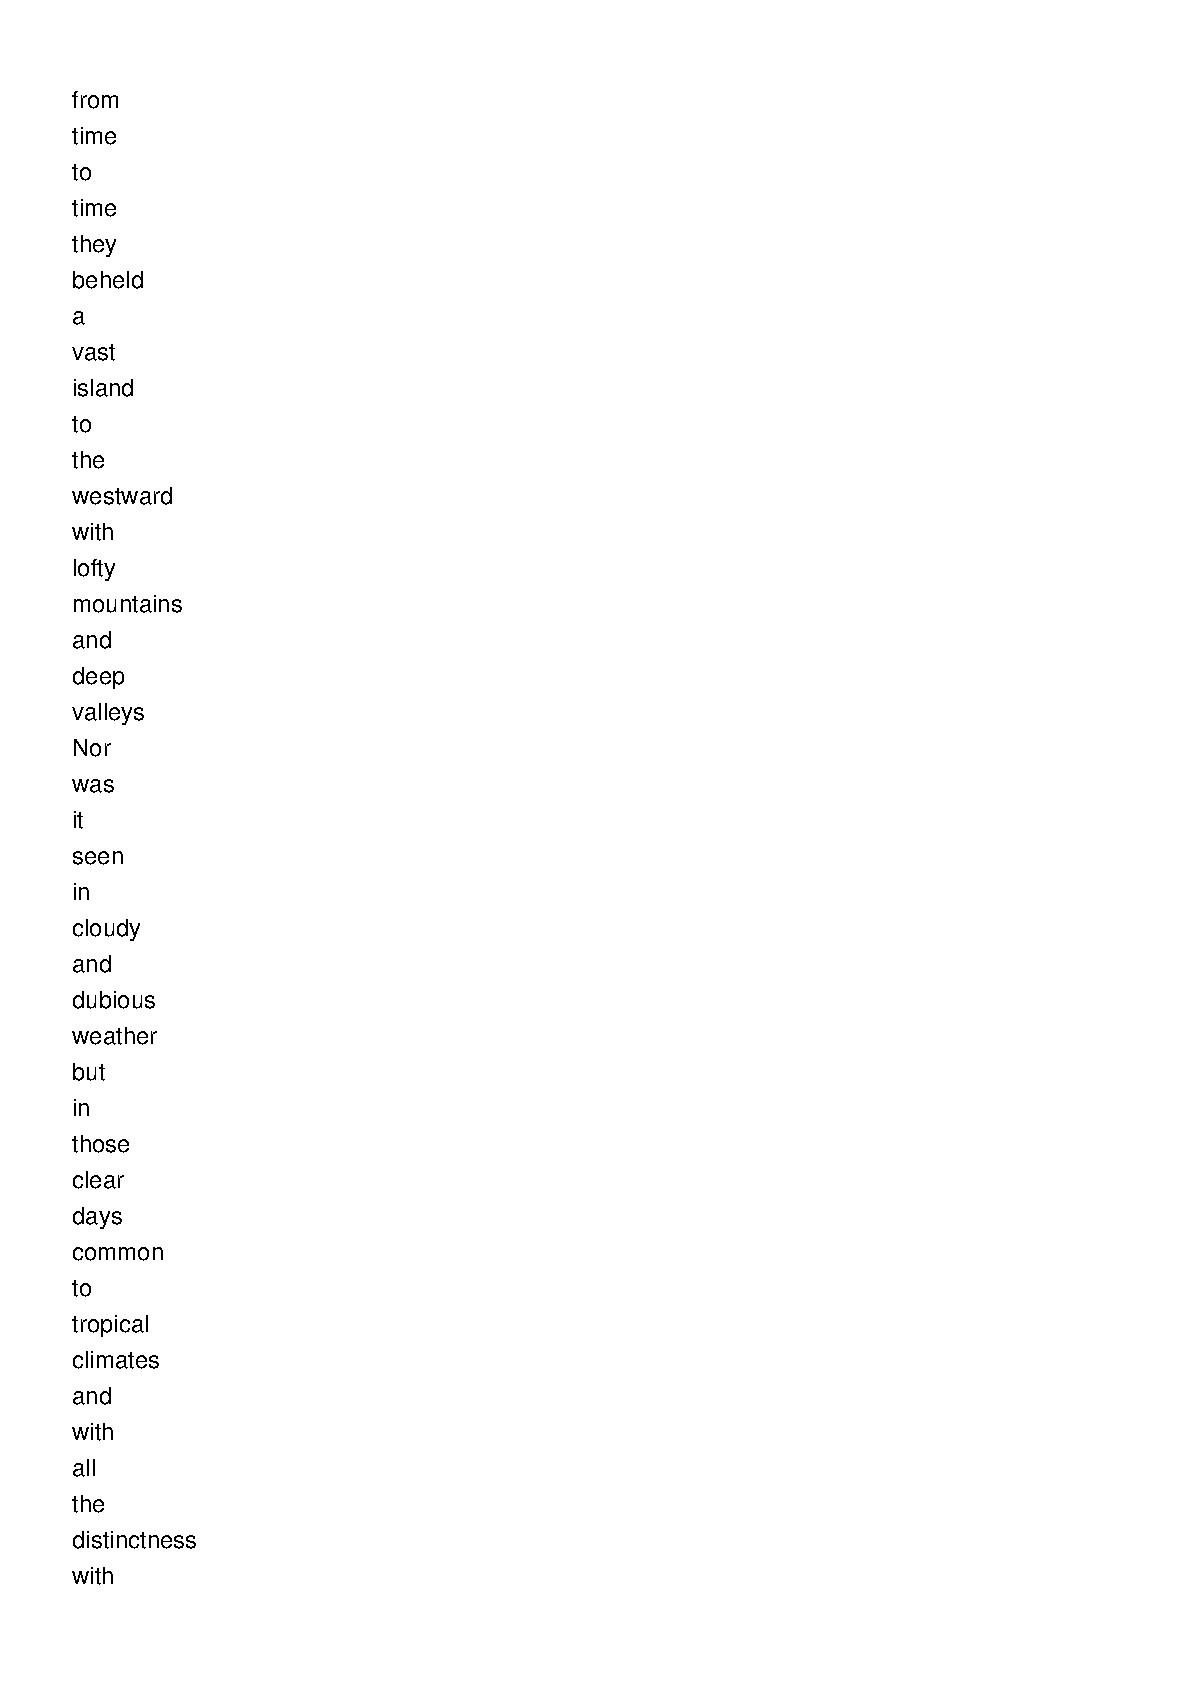 from
time
to
time
they
beheld
a
vast
island
to
the
westward
with
lofty
mountains
and
deep
valleys
Nor
was
it
seen
in
cloudy
and
dubious
weather
but
in
those
clear
days
common
to
tropical
climates
and
with
all
the
distinctness
with